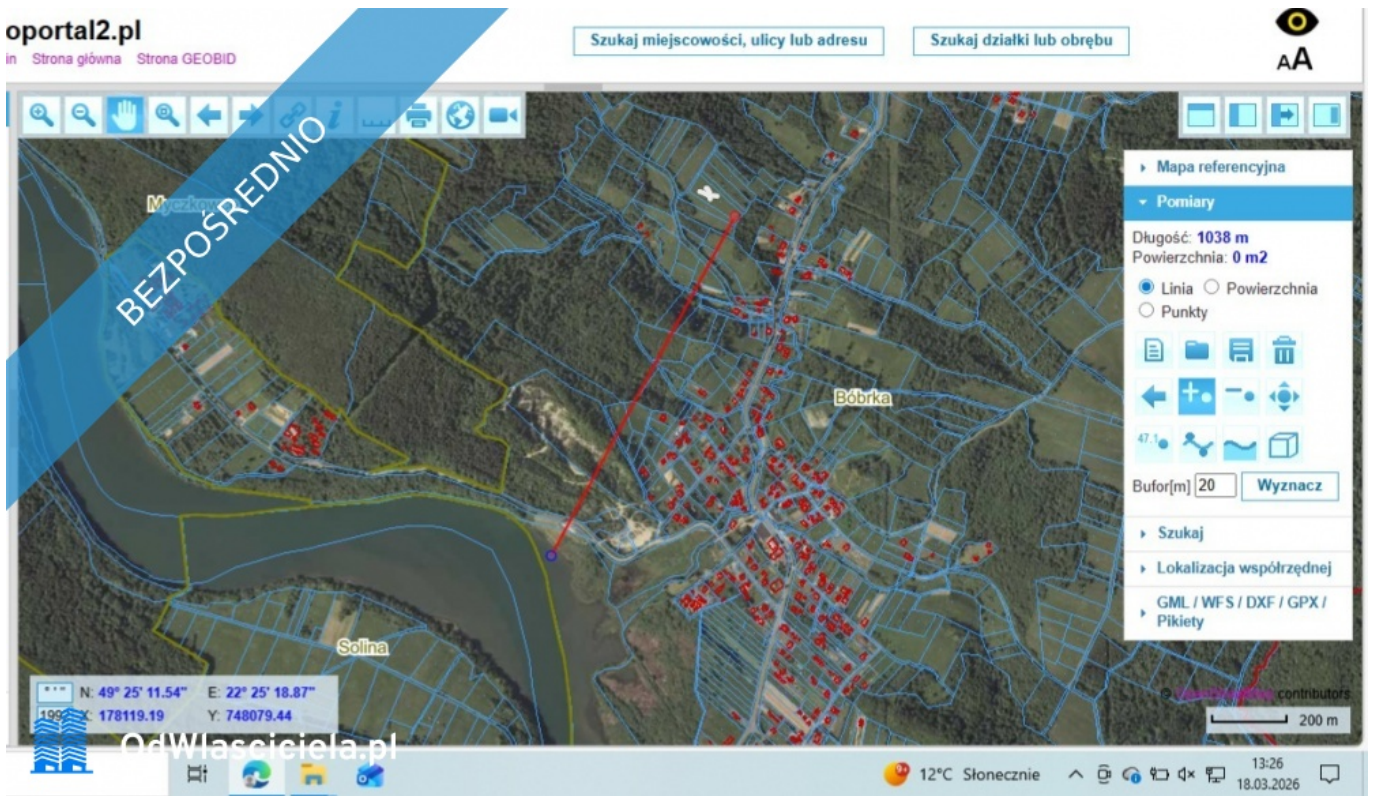 oportal2.pl
in Strona główna Strona GEOBID
Szukaj miejscowości, ulicy lub adresu
Szukaj działki lub obrębu
AA
BEZPOŚREDNIO
Mapa referencyjna
Pomiary
Długość: 1038 m
Powierzchnia: 0 m2
Linia Powierzchnia
Punkty
47.1
Bufor[m] 20 Wyznacz
Szukaj
Lokalizacja współrzędnej
GML / WFS / DXF / GPX /
Pikiety
Bóbrka
Solina
N: 49° 25' 11.54" E: 22° 25' 18.87"
X: 178119.19 Y: 748079.44
© OpenStreetMap contributors
200 m
OdWlasciciela.pl
9+ 12°C Słonecznie
13:26
18.03.2026